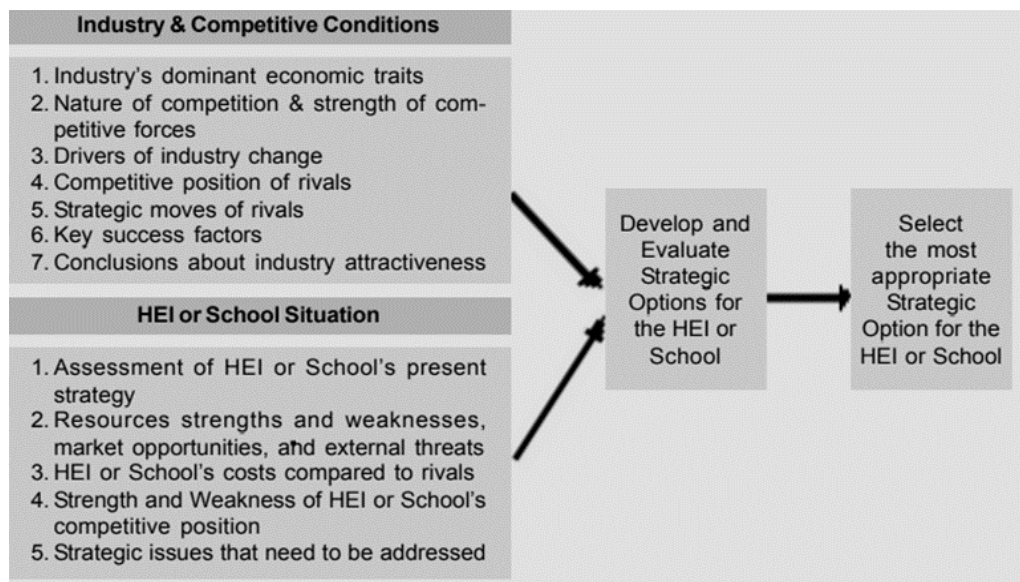 Industry & Competitive Conditions
1. Industry's dominant economic traits
2. Nature of competition & strength of com-
petitive forces
3. Drivers of industry change
4. Competitive position of rivals
5. Strategic moves of rivals
6. Key success factors
7. Conclusions about industry attractiveness
HEI or School Situation
1. Assessment of HEI or School's present
strategy
2. Resources strengths and weaknesses,
market opportunities, and external threats
3. HEI or School's costs compared to rivals
4. Strength and Weakness of HEI or School's
competitive position
5. Strategic issues that need to be addressed
Develop and
Evaluate
Strategic
Options for
the HEI or
School
Select
the most
appropriate
Strategic
Option for the
HEI or School